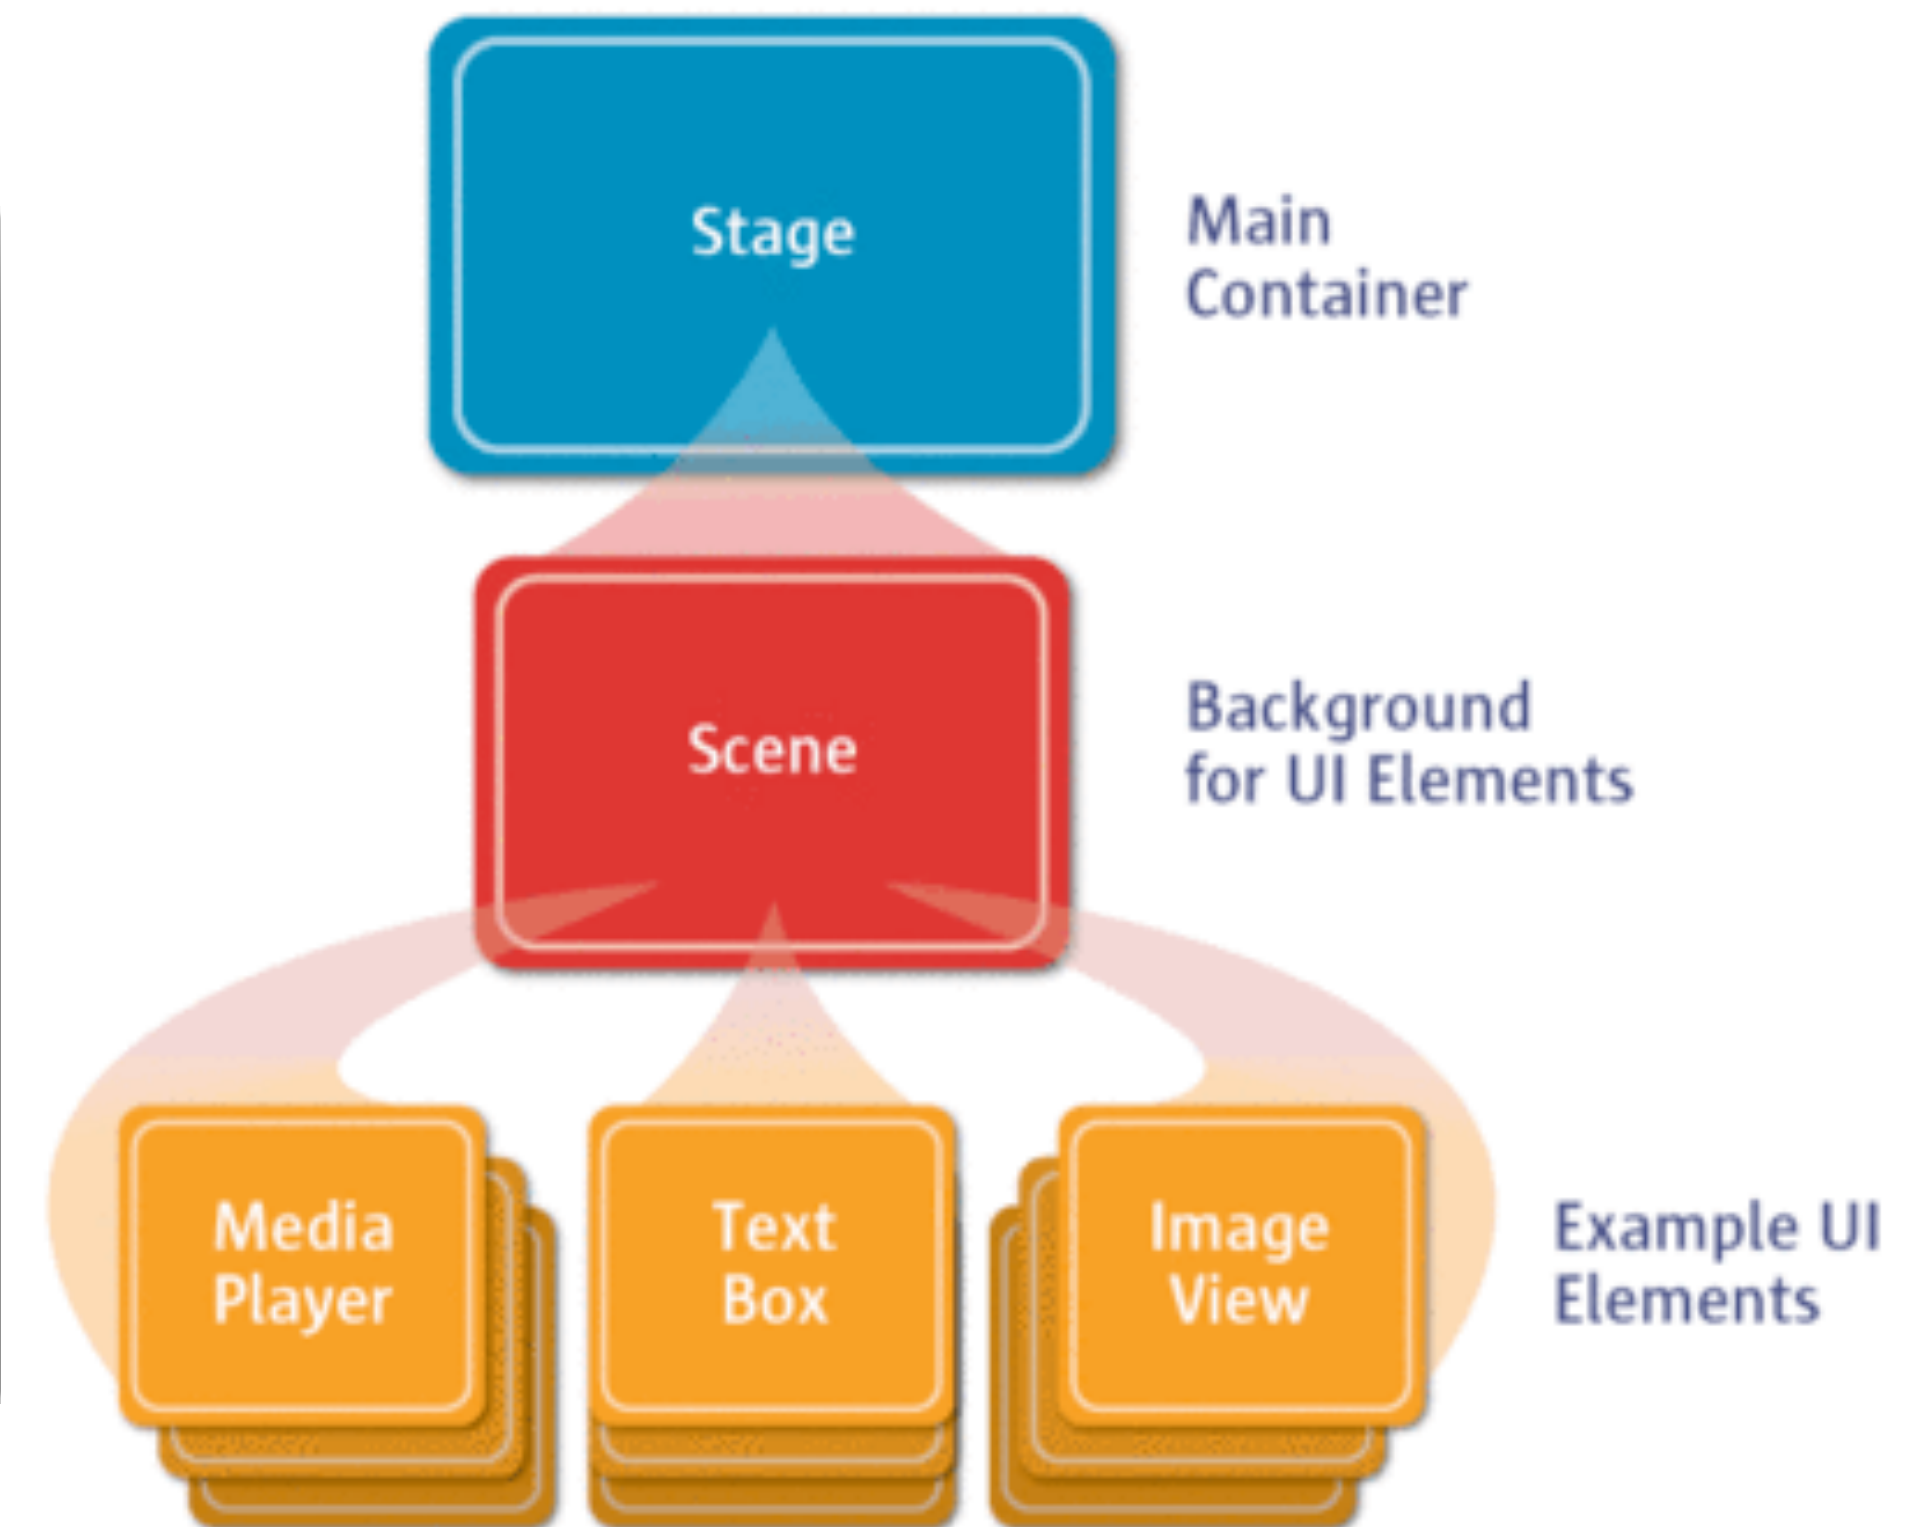 Stage
Main
Container
Scene
Background
for UI Elements
Media
Player
Text
Box
Image
View
Example UI
Elements